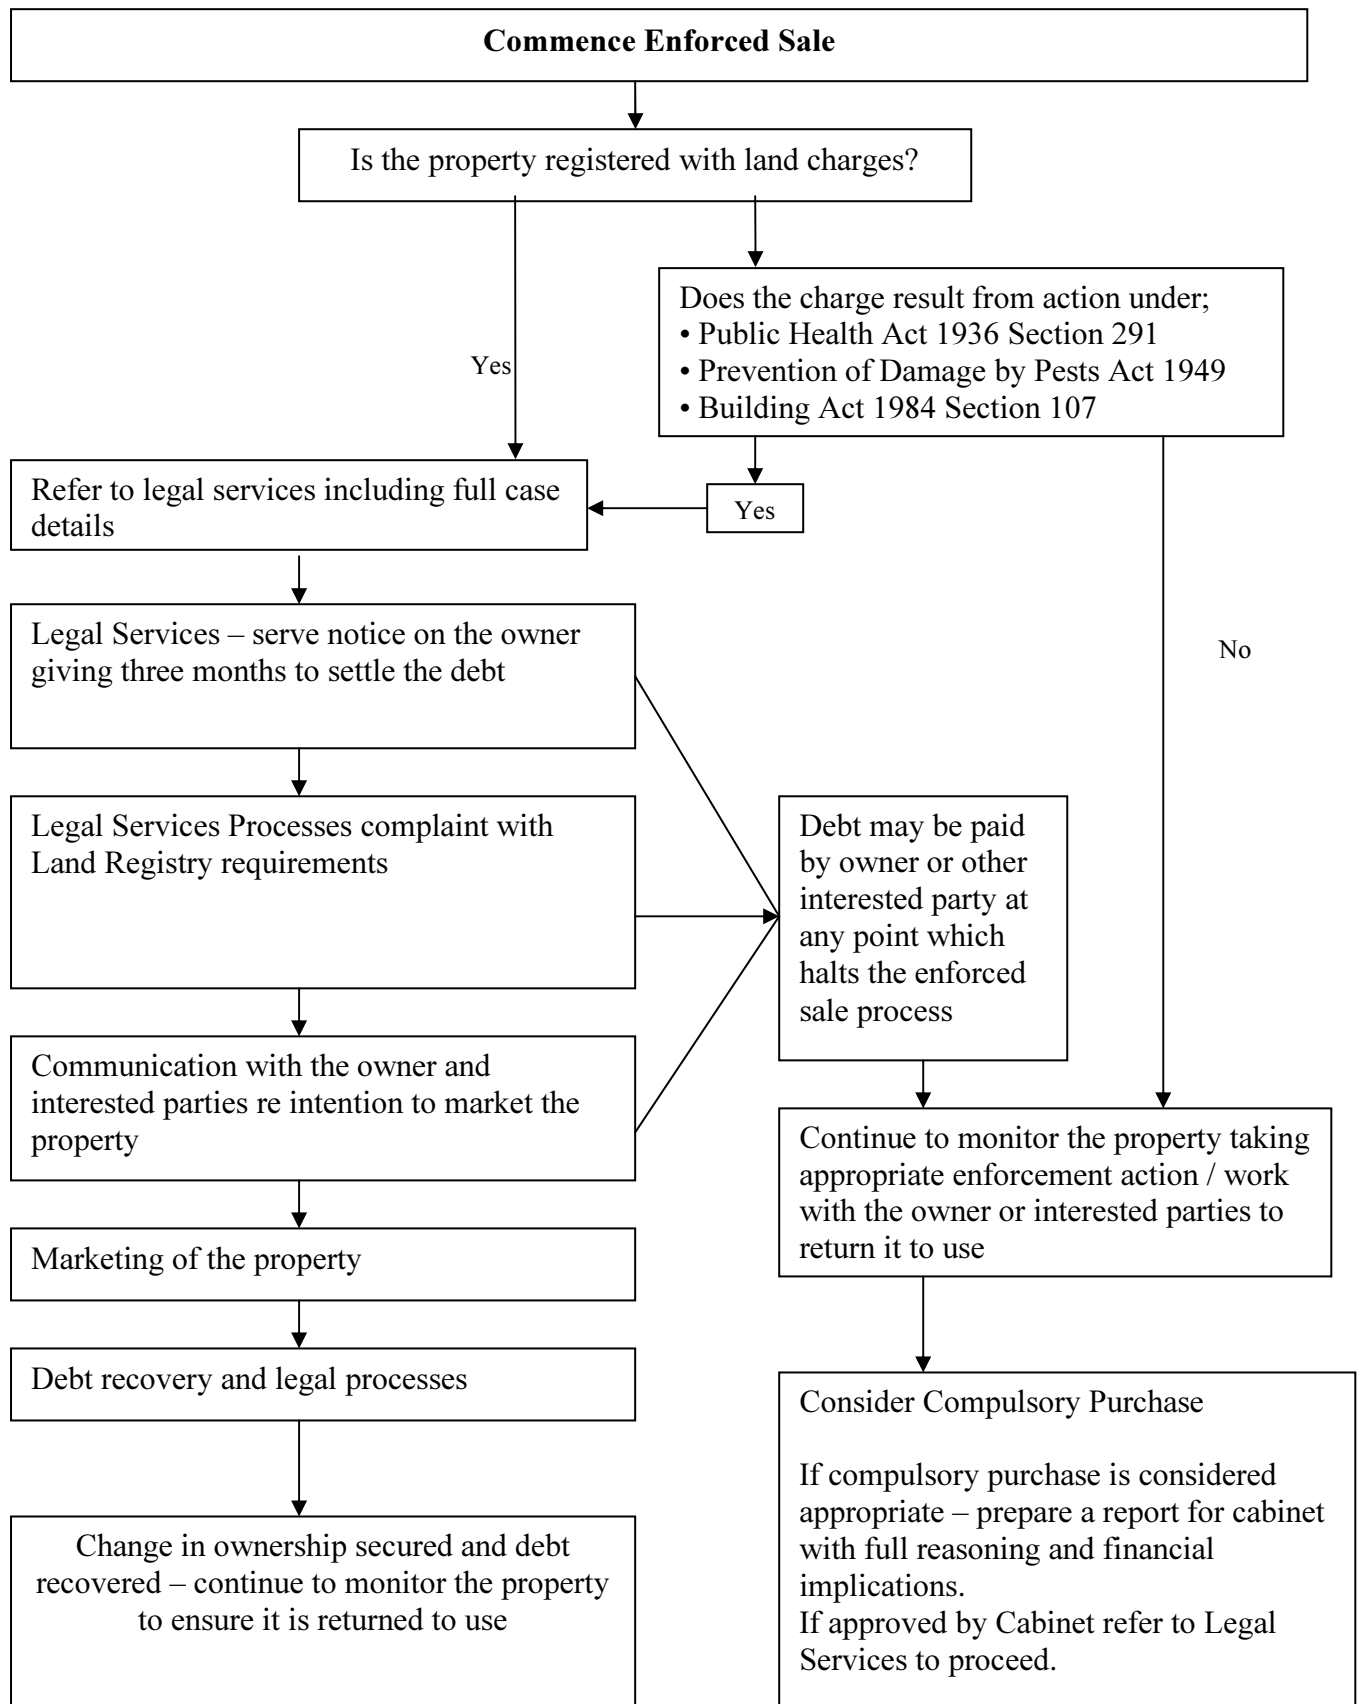 Commence Enforced Sale
Is the property registered with land charges?
Does the charge result from action under;
• Public Health Act 1936 Section 291
• Prevention of Damage by Pests Act 1949
• Building Act 1984 Section 107
Yes
Refer to legal services including full case
details
Yes
Legal Services – serve notice on the owner
giving three months to settle the debt
No
Legal Services Processes complaint with
Land Registry requirements
Debt may be paid
by owner or other
interested party at
any point which
halts the enforced
sale process
Communication with the owner and
interested parties re intention to market the
property
Continue to monitor the property taking
appropriate enforcement action / work
with the owner or interested parties to
return it to use
Marketing of the property
Debt recovery and legal processes
Consider Compulsory Purchase
If compulsory purchase is considered
appropriate – prepare a report for cabinet
with full reasoning and financial
implications.
If approved by Cabinet refer to Legal
Services to proceed.
Change in ownership secured and debt
recovered – continue to monitor the property
to ensure it is returned to use